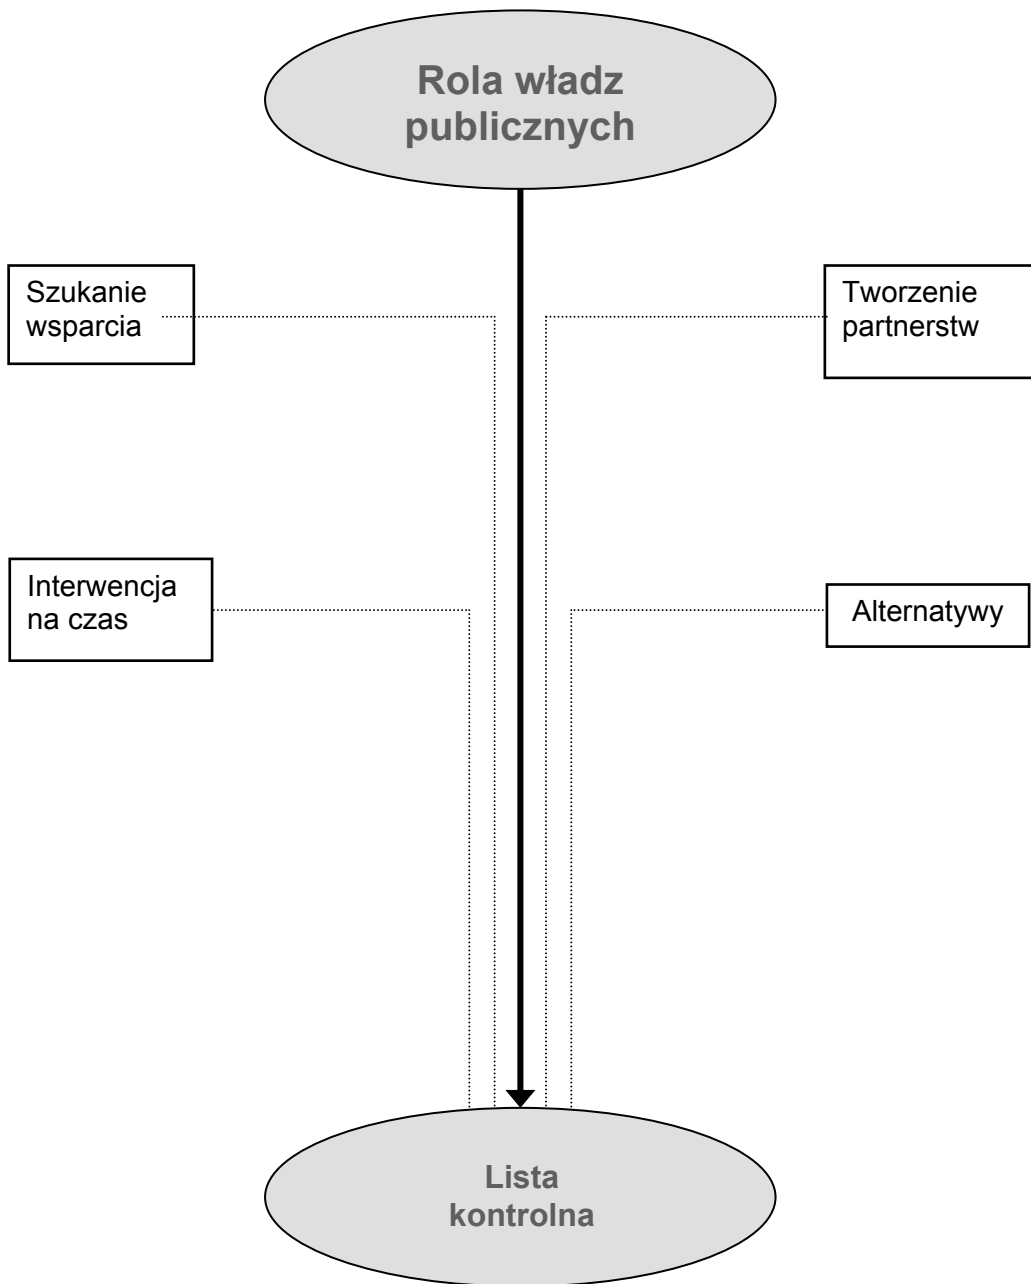 Rola władz
publicznych
Szukanie
wsparcia
Tworzenie
partnerstw
Interwencja
na czas
Alternatywy
Lista
kontrolna